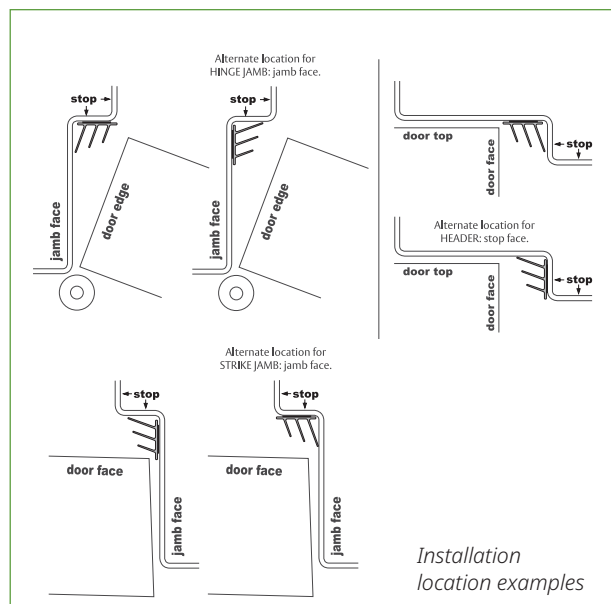 Alternate location for
HINGE JAMB: jamb face.
stop
jamb face
door edge
stop
jamb face
door edge
door top
door face
stop
Alternate location for
HEADER: stop face.
door top
door face
stop
Alternate location for
STRIKE JAMB: jamb face.
stop
door face
jamb face
stop
door face
jamb face
Installation
location examples